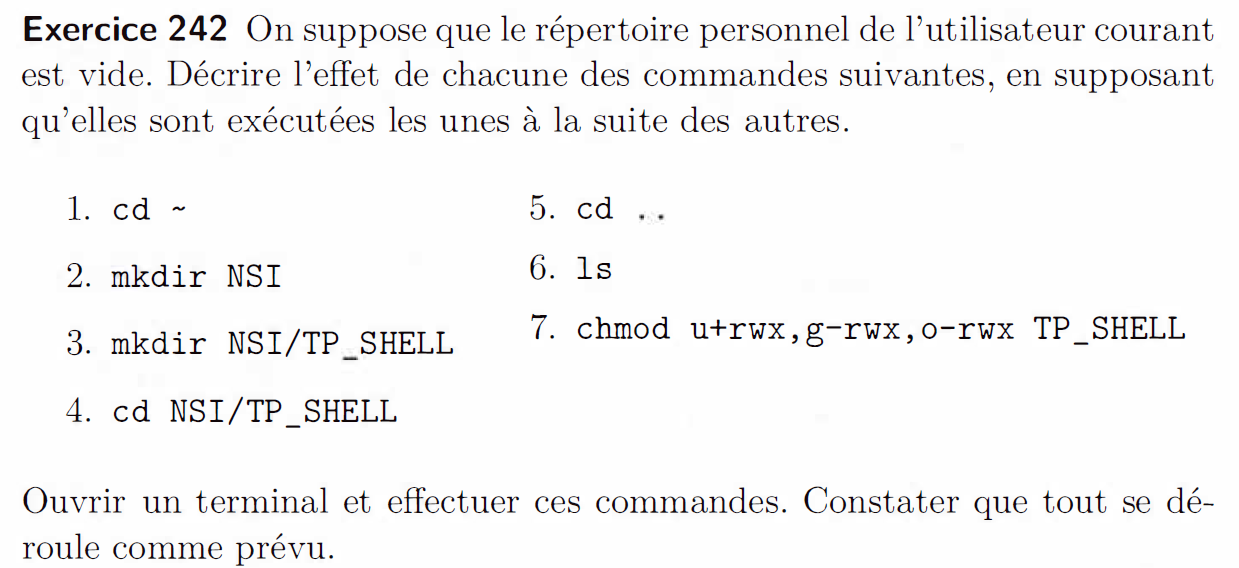 Exercice 242 On suppose que le répertoire personnel de l'utilisateur courant
est vide. Décrire l'effet de chacune des commandes suivantes, en supposant
qu'elles sont exécutées les unes à la suite des autres.
1. cd ~
2. mkdir NSI
3. mkdir NSI/TP_SHELL
4. cd NSI/TP_SHELL
5. cd ..
6. ls
7. chmod u+rwx,g-rwx,o-rwx TP_SHELL
Ouvrir un terminal et effectuer ces commandes. Constater que tout se dé-
roule comme prévu.